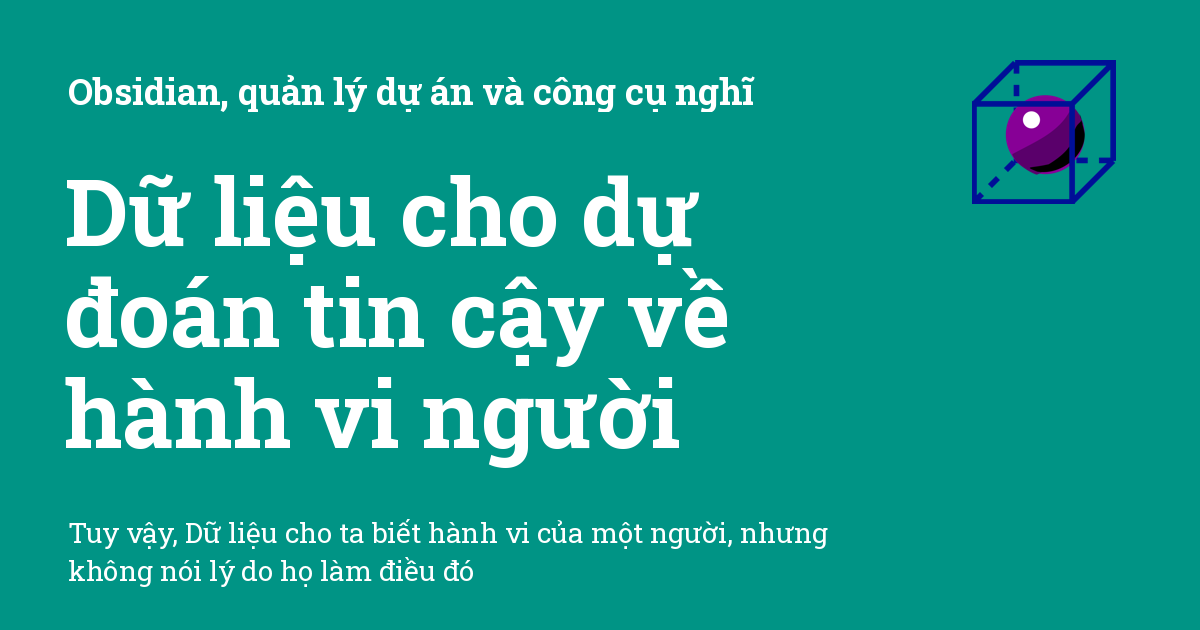 Obsidian, quản lý dự án và công cụ nghĩ
Dữ liệu cho dự
đoán tin cậy về
hành vi người
Tuy vậy, Dữ liệu cho ta biết hành vi của một người, nhưng
không nói lý do họ làm điều đó